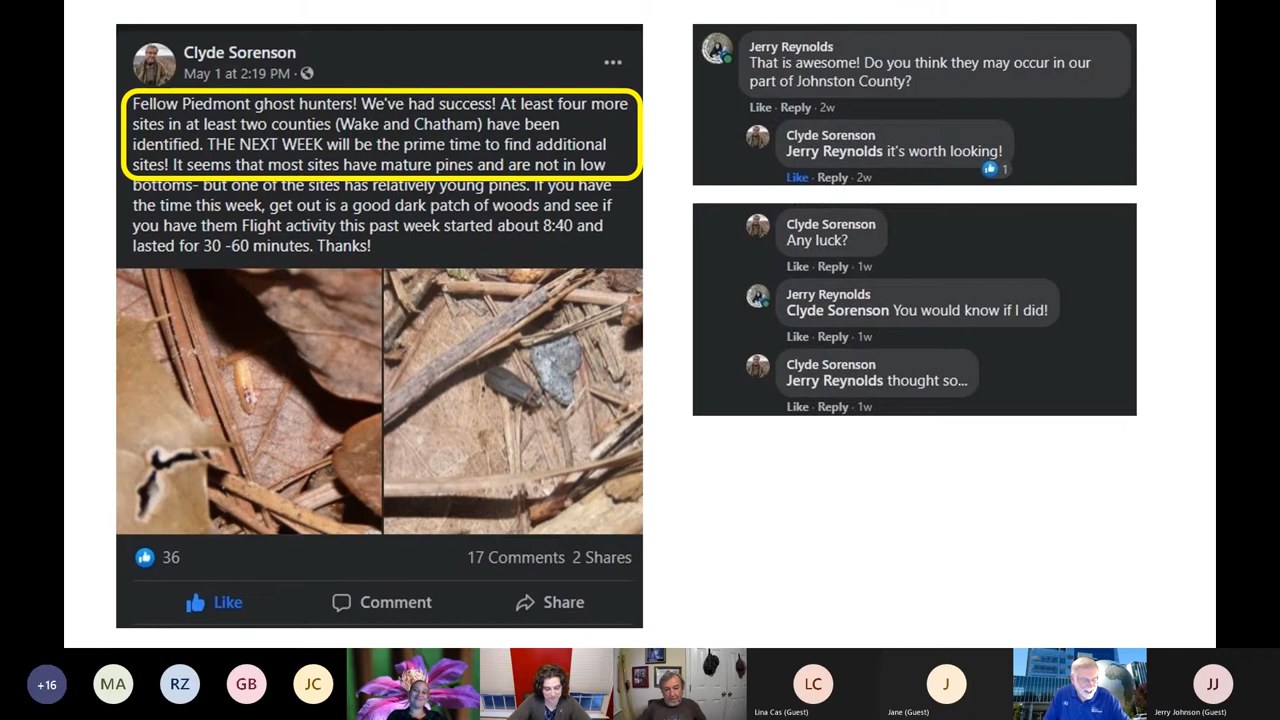 Clyde Sorenson
May 1 at 2:19 PM ·
Fellow Piedmont ghost hunters! We've had success! At least four more
sites in at least two counties (Wake and Chatham) have been
identified. THE NEXT WEEK will be the prime time to find additional
sites! It seems that most sites have mature pines and are not in low
bottoms- but one of the sites has relatively young pines. If you have
the time this week, get out is a good dark patch of woods and see if
you have them Flight activity this past week started about 8:40 and
lasted for 30 -60 minutes. Thanks!
36
17 Comments 2 Shares
Like
Comment
Share
Jerry Reynolds
That is awesome! Do you think they may occur in our
part of Johnston County?
Like · Reply · 2w
Clyde Sorenson
Jerry Reynolds it's worth looking!
1
Like · Reply · 2w
Clyde Sorenson
Any luck?
Like · Reply · 1w
Jerry Reynolds
Clyde Sorenson You would know if I did!
Like · Reply · 1w
Clyde Sorenson
Jerry Reynolds thought so...
Like · Reply · 1w
+16
MA
RZ
GB
JC
LC
Lina Cas (Guest)
J
Jane (Guest)
JJ
Jerry Johnson (Guest)